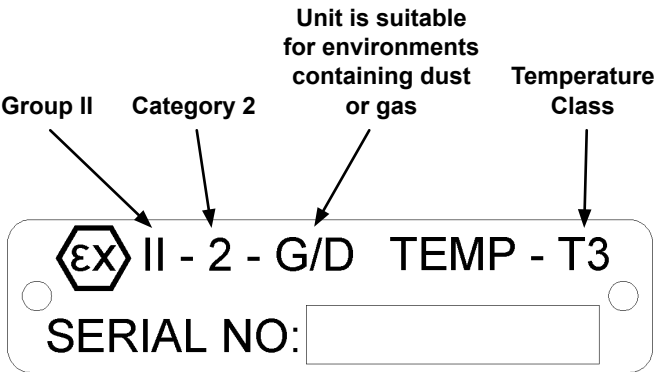 Unit is suitable
for environments
containing dust
or gas
Temperature
Class
Group II
Category 2
εx II - 2 - G/D TEMP - T3
SERIAL NO: